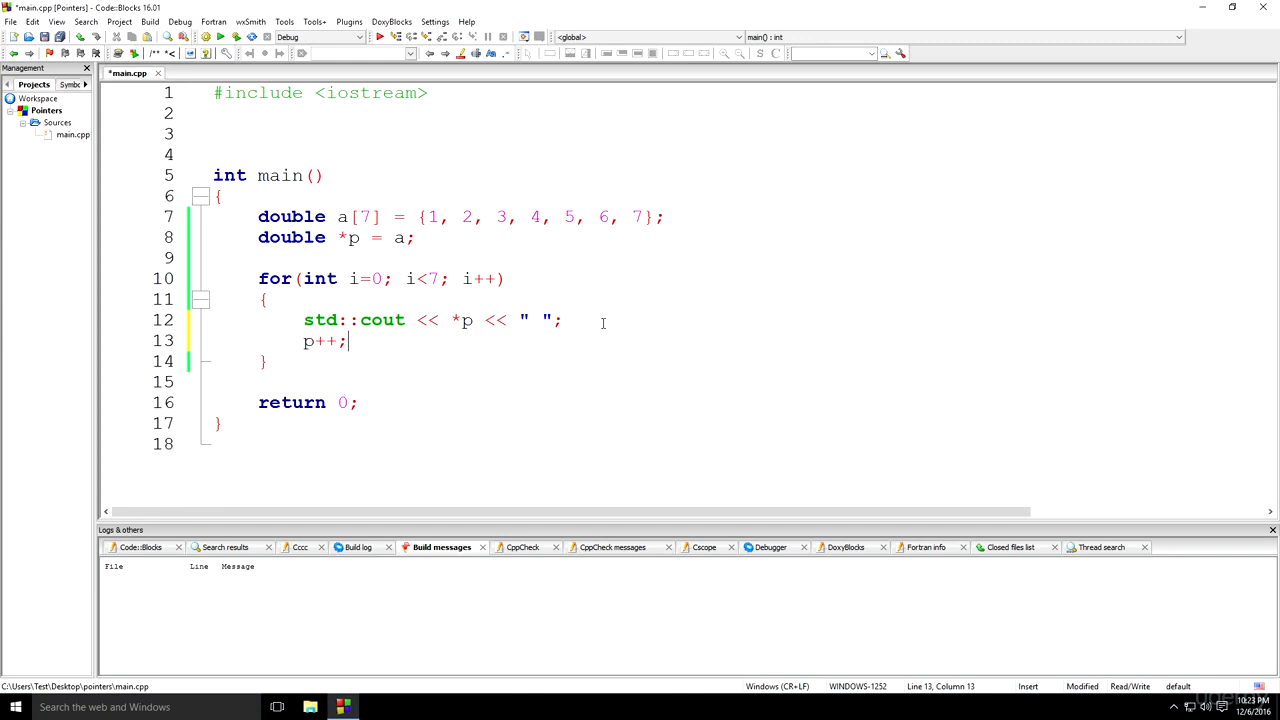 *main.cpp [Pointers] - Code::Blocks 16.01
File Edit View Search Project Build Debug Fortran wxSmith Tools Tools+ Plugins DoxyBlocks Settings Help
Debug <global> main() : int
/** *< Aa .* S C
Management
Projects Symbc
*main.cpp
Workspace
Pointers
Sources
main.cpp
1 #include <iostream>
2
3
4
5 int main()
6 {
7 double a[7] = {1, 2, 3, 4, 5, 6, 7};
8 double *p = a;
9
10 for(int i=0; i<7; i++)
11 {
12 std::cout << *p << " ";
13 p++;
14 }
15
16 return 0;
17 }
18
Logs & others
Code::Blocks Search results Cccc Build log Build messages CppCheck CppCheck messages Cscope Debugger DoxyBlocks Fortran info Closed files list Thread search
File Line Message
C:\Users\Test\Desktop\pointers\main.cpp Windows (CR+LF) WINDOWS-1252 Line 13, Column 13 Insert Modified Read/Write default
Search the web and Windows
10:23 PM
12/6/2016